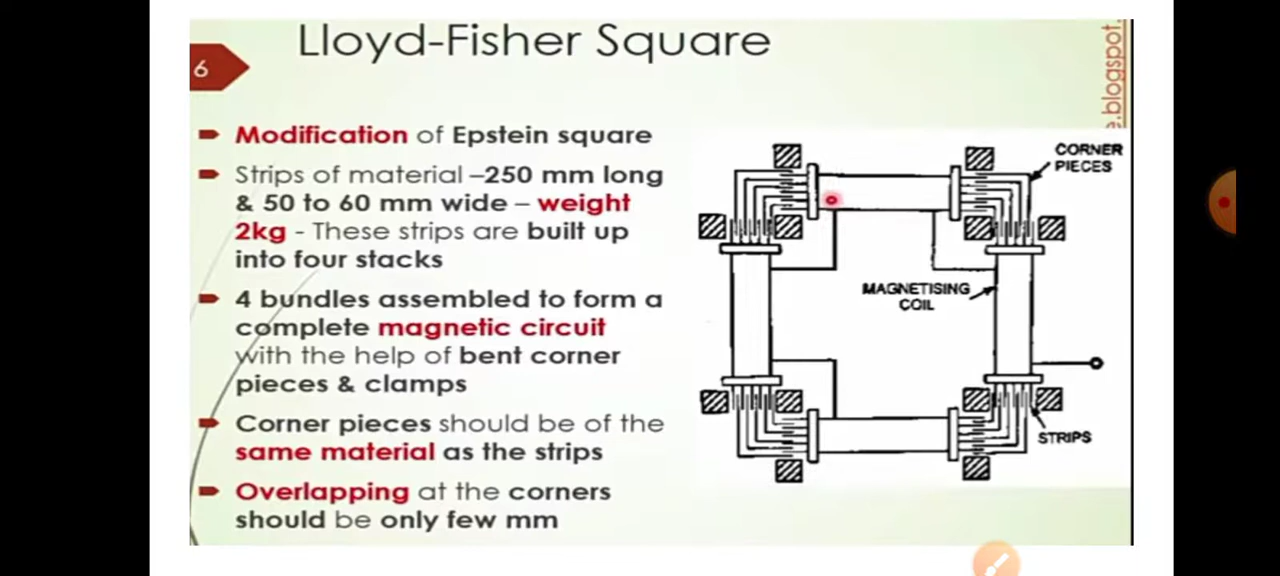 Lloyd-Fisher Square
6
Modification of Epstein square
Strips of material –250 mm long
& 50 to 60 mm wide – weight
2kg - These strips are built up
into four stacks
4 bundles assembled to form a
complete magnetic circuit
with the help of bent corner
pieces & clamps
Corner pieces should be of the
same material as the strips
Overlapping at the corners
should be only few mm
CORNER
PIECES
MAGNETISING
COIL
STRIPS
.blogspot.